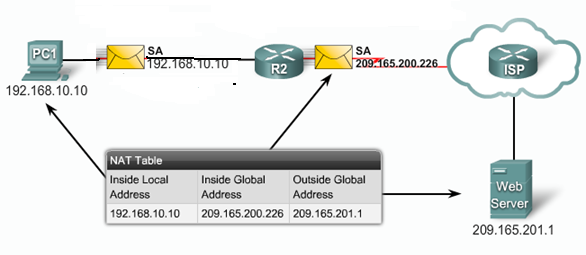 PC1
SA
192.168.10.10
R2
SA
209.165.200.226
ISP
192.168.10.10
NAT Table
Inside Local Address
Inside Global Address
Outside Global Address
192.168.10.10
209.165.200.226
209.165.201.1
Web
Server
209.165.201.1